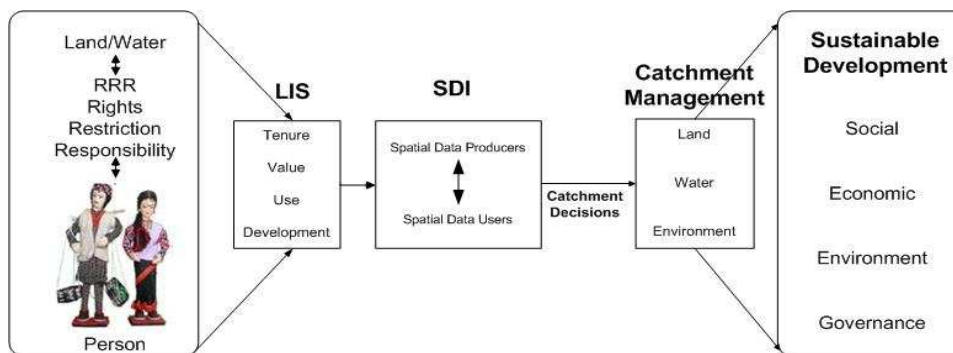 Land/Water
RRR
Rights
Restriction
Responsibility
Person
LIS
Tenure
Value
Use
Development
SDI
Spatial Data Producers
Spatial Data Users
Catchment
Decisions
Catchment
Management
Land
Water
Environment
Sustainable
Development
Social
Economic
Environment
Governance